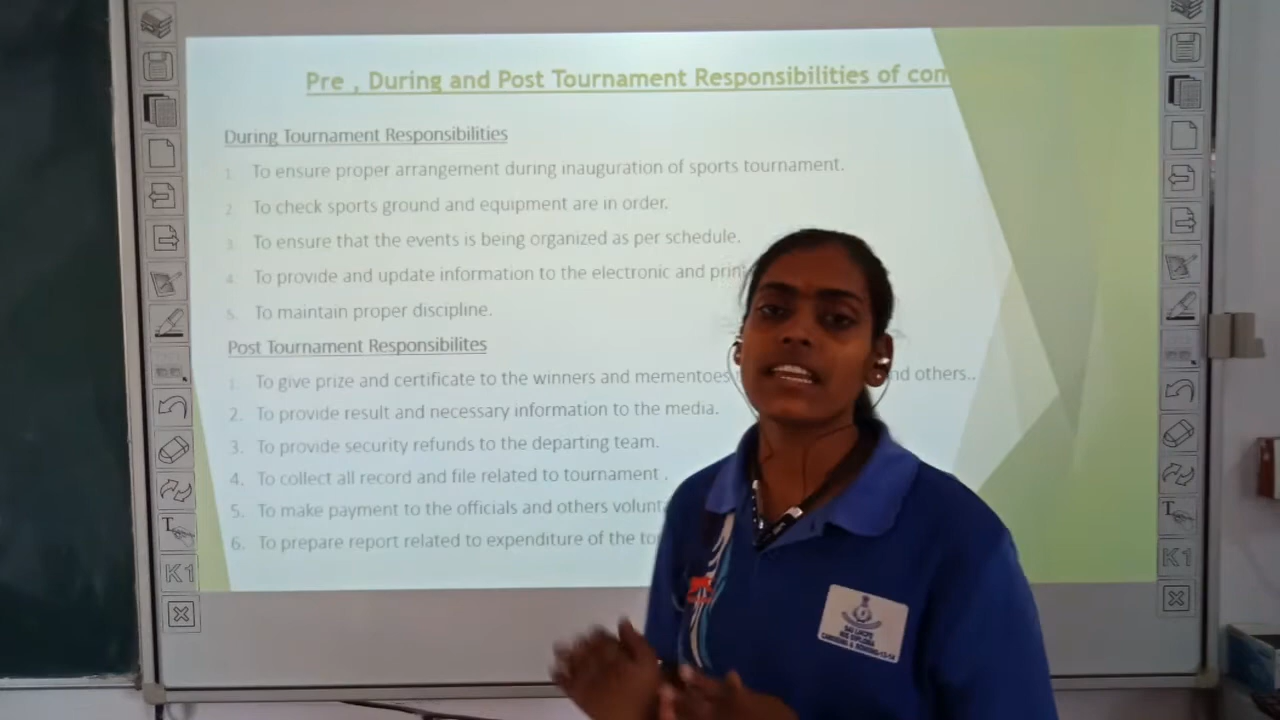 Pre , During and Post Tournament Responsibilities of com
During Tournament Responsibilities
1. To ensure proper arrangement during inauguration of sports tournament.
2. To check sports ground and equipment are in order.
3. To ensure that the events is being organized as per schedule.
4. To provide and update information to the electronic and prin
5. To maintain proper discipline.
Post Tournament Responsibilites
1. To give prize and certificate to the winners and mementoes nd others..
2. To provide result and necessary information to the media.
3. To provide security refunds to the departing team.
4. To collect all record and file related to tournament .
5. To make payment to the officials and others volunt
6. To prepare report related to expenditure of the to
T
K1
T
K1
SAI LNCPE